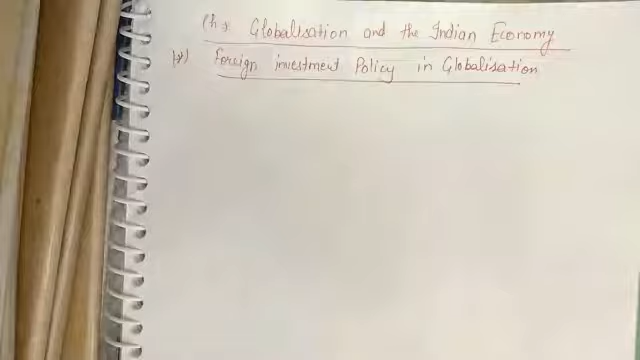 Ch: Globalisation and the Indian Economy
(*) Foreign investment Policy in Globalisation